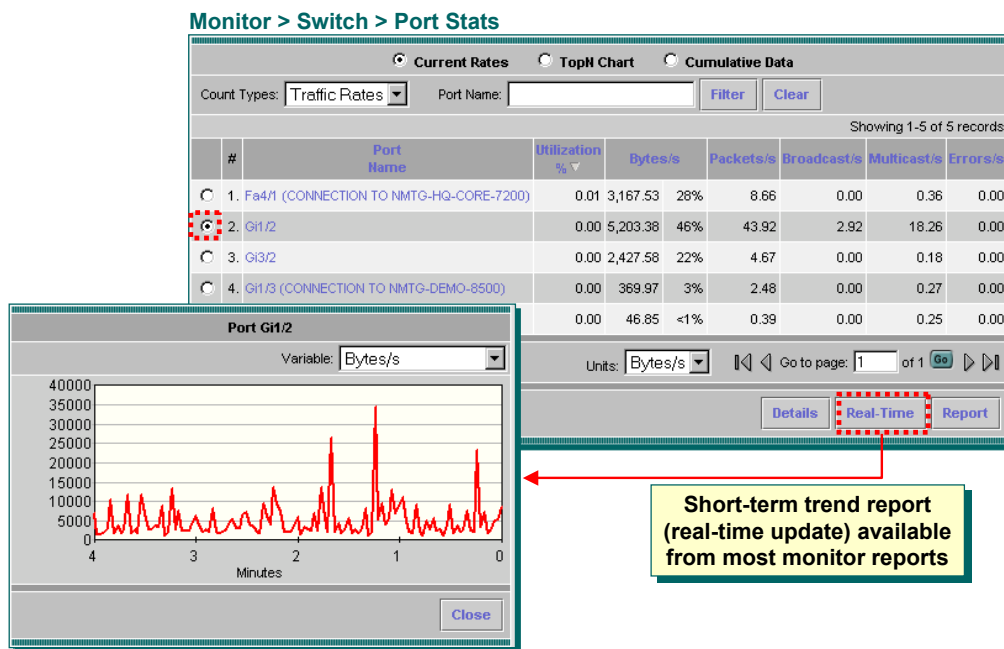 Monitor > Switch > Port Stats
Current Rates TopN Chart Cumulative Data
Count Types: Traffic Rates Port Name: Filter Clear
Showing 1-5 of 5 records
# Port Name Utilization % Bytes/s Packets/s Broadcast/s Multicast/s Errors/s
1. Fa4/1 (CONNECTION TO NMTG-HQ-CORE-7200) 0.01 3,167.53 28% 8.66 0.00 0.36 0.00
2. Gi1/2 0.00 5,203.38 46% 43.92 2.92 18.26 0.00
3. Gi3/2 0.00 2,427.58 22% 4.67 0.00 0.18 0.00
4. Gi1/3 (CONNECTION TO NMTG-DEMO-8500) 0.00 369.97 3% 2.48 0.00 0.27 0.00
0.00 46.85 <1% 0.39 0.00 0.25 0.00
Units: Bytes/s Go to page: 1 of 1 Go
Details Real-Time Report
Port Gi1/2
Variable: Bytes/s
40000
35000
30000
25000
20000
15000
10000
5000
0
4 3 2 1 0
Minutes
Close
Short-term trend report
(real-time update) available
from most monitor reports